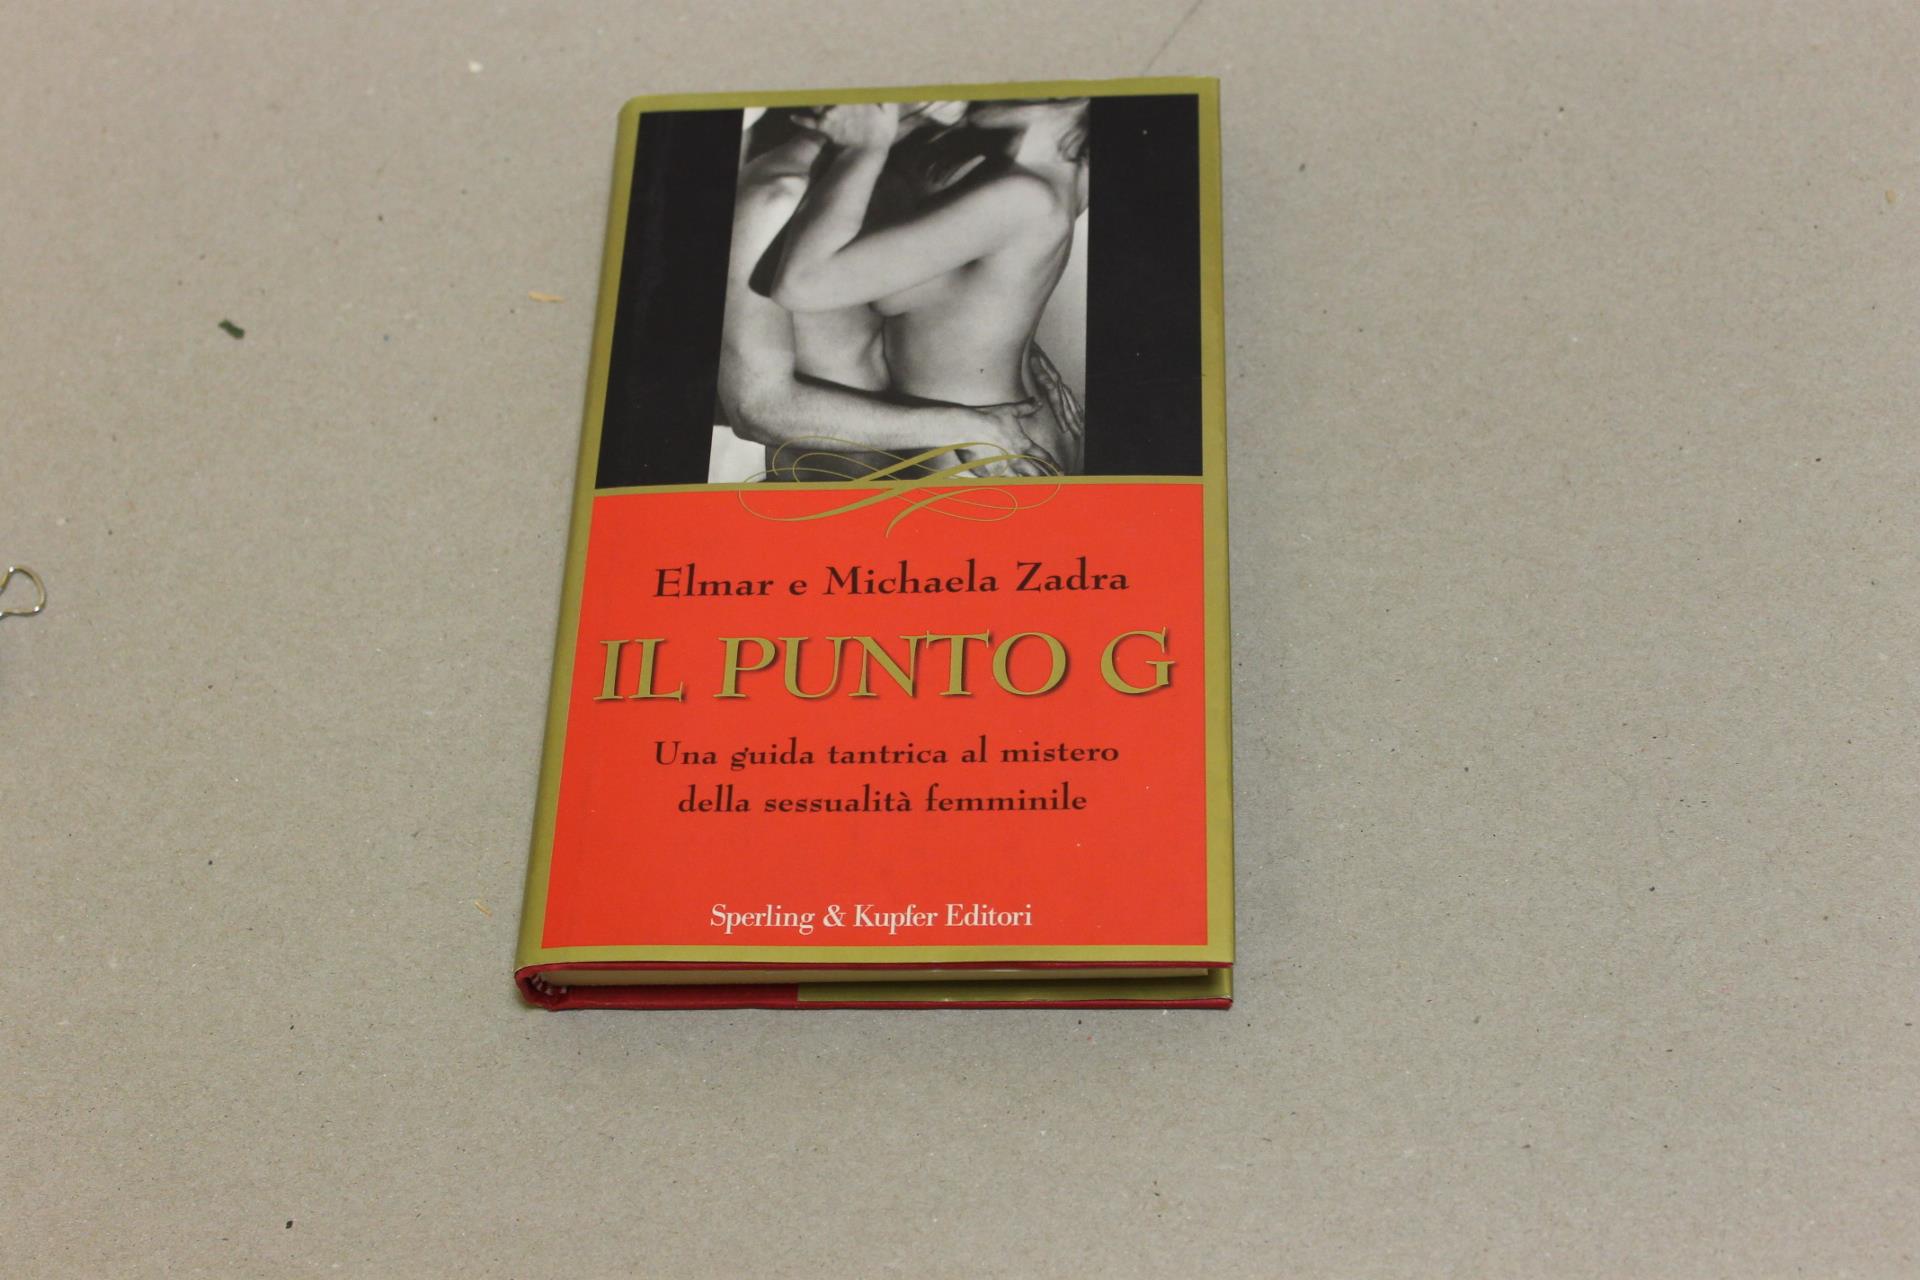 Elmar e Michaela Zadra
IL PUNTO G
Una guida tantrica al mistero
della sessualità femminile
Sperling & Kupfer Editori